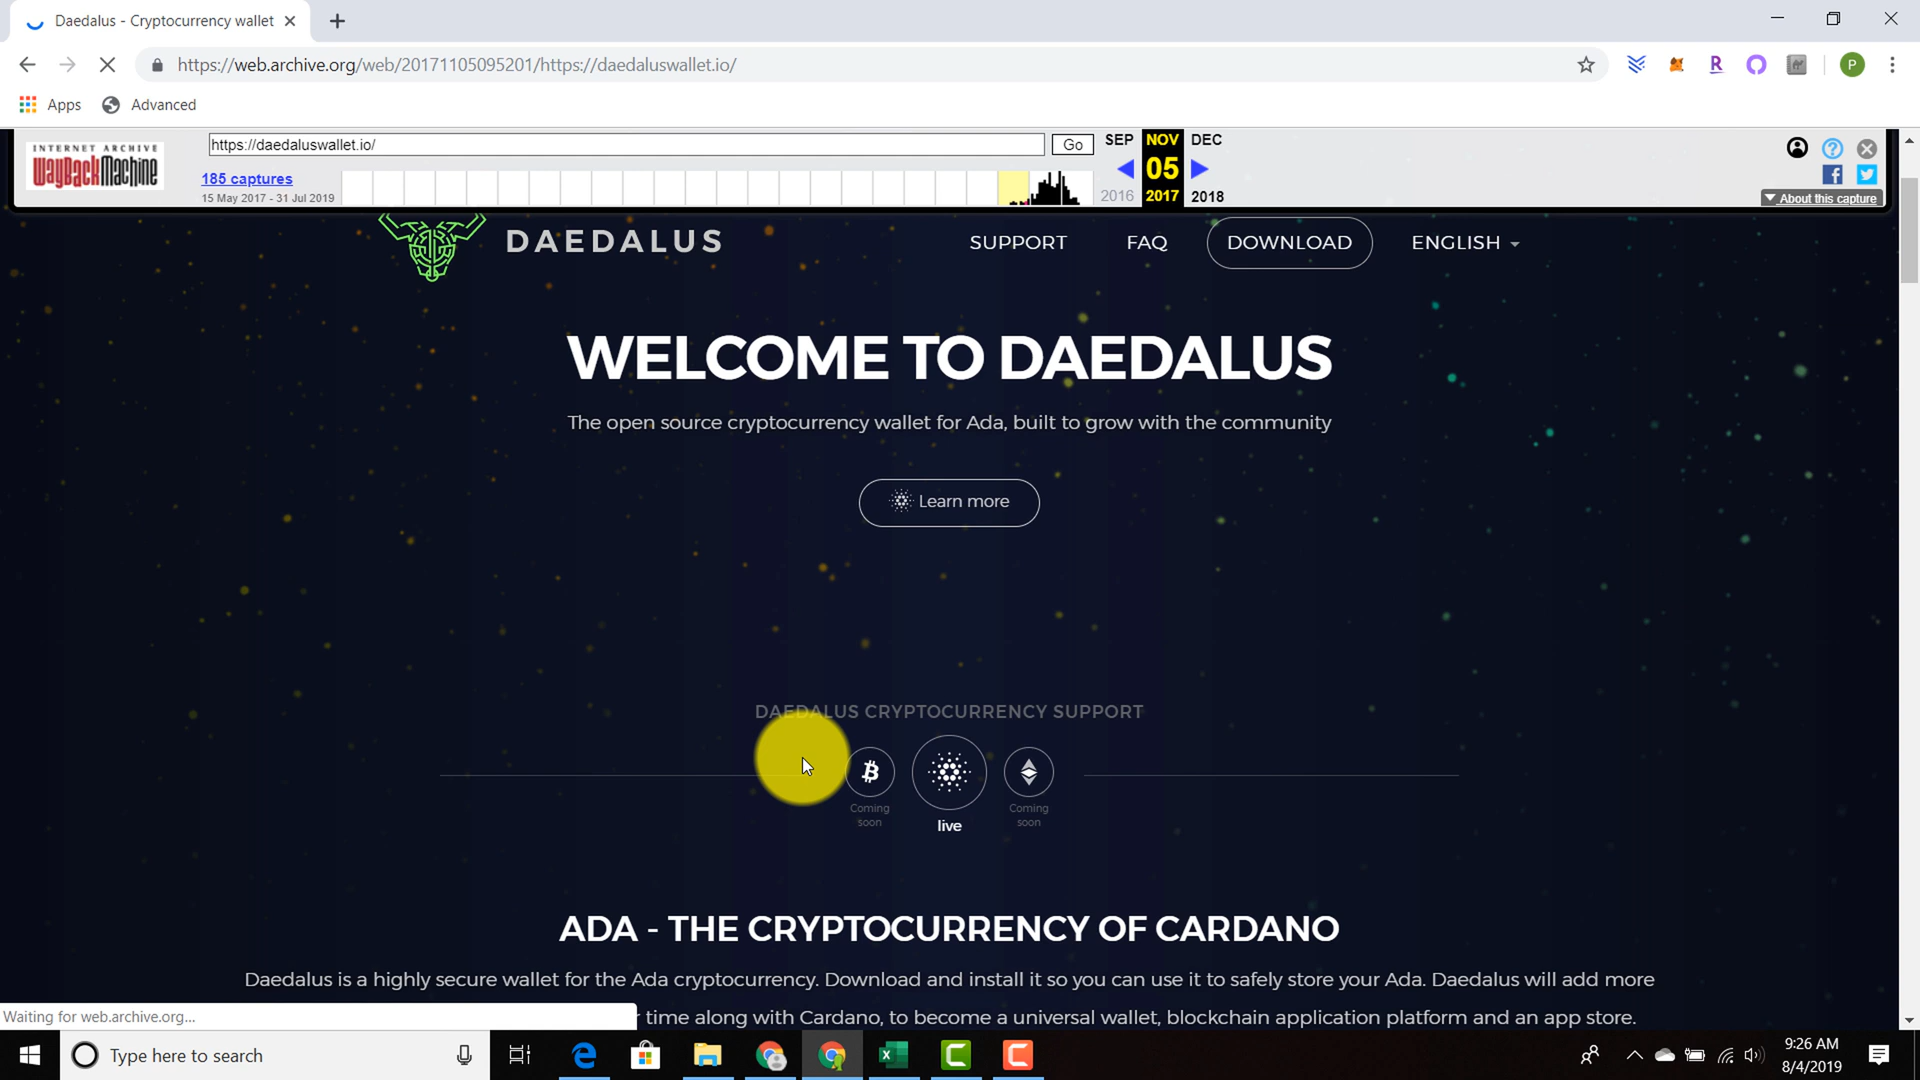 Daedalus - Cryptocurrency wallet
https://web.archive.org/web/20171105095201/https://daedaluswallet.io/
R
P
Apps
Advanced
INTERNET ARCHIVE
WayBackMachine
https://daedaluswallet.io/
Go
SEP
NOV
DEC
185 captures
05
15 May 2017 - 31 Jul 2019
2016
2017
2018
f
About this capture
DAEDALUS
SUPPORT
FAQ
DOWNLOAD
ENGLISH
WELCOME TO DAEDALUS
The open source cryptocurrency wallet for Ada, built to grow with the community
Learn more
DAEDALUS CRYPTOCURRENCY SUPPORT
Coming soon
live
Coming soon
ADA - THE CRYPTOCURRENCY OF CARDANO
Daedalus is a highly secure wallet for the Ada cryptocurrency. Download and install it so you can use it to safely store your Ada. Daedalus will add more
time along with Cardano, to become a universal wallet, blockchain application platform and an app store.
Waiting for web.archive.org...
Type here to search
9:26 AM
8/4/2019